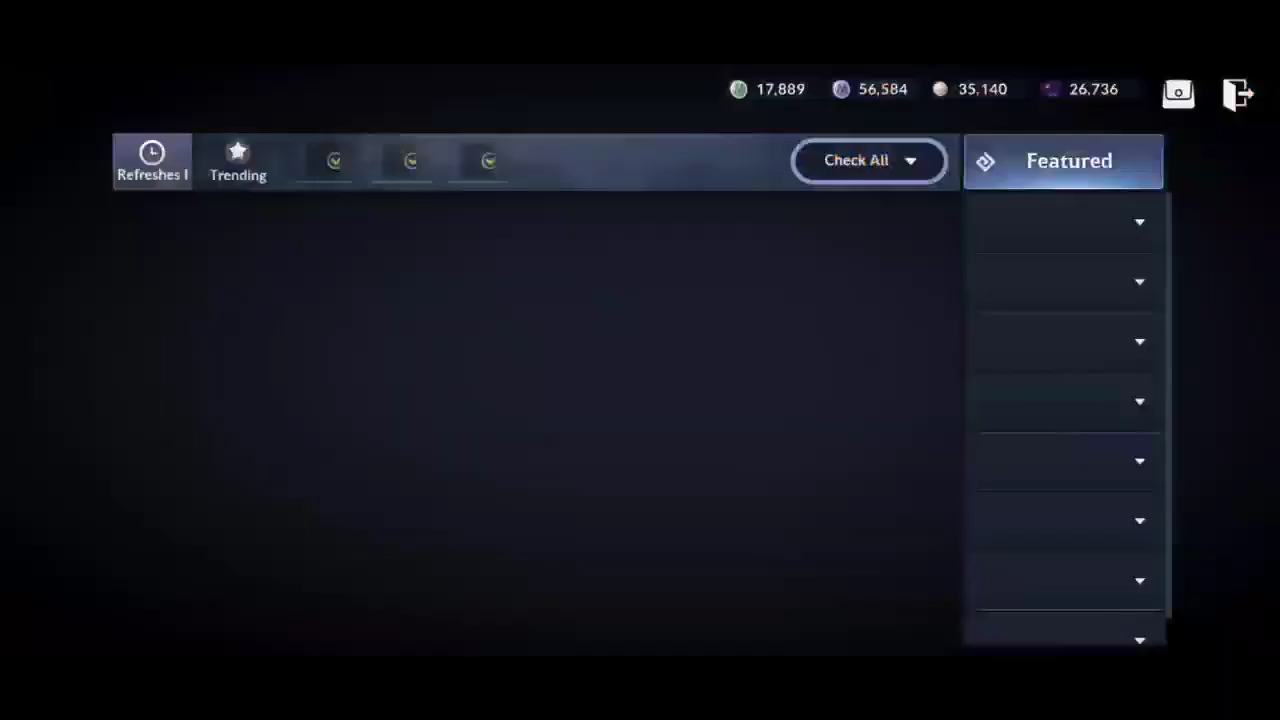 17,889 56,584 35,140 26,736
Refreshes I
Trending
Check All
Featured